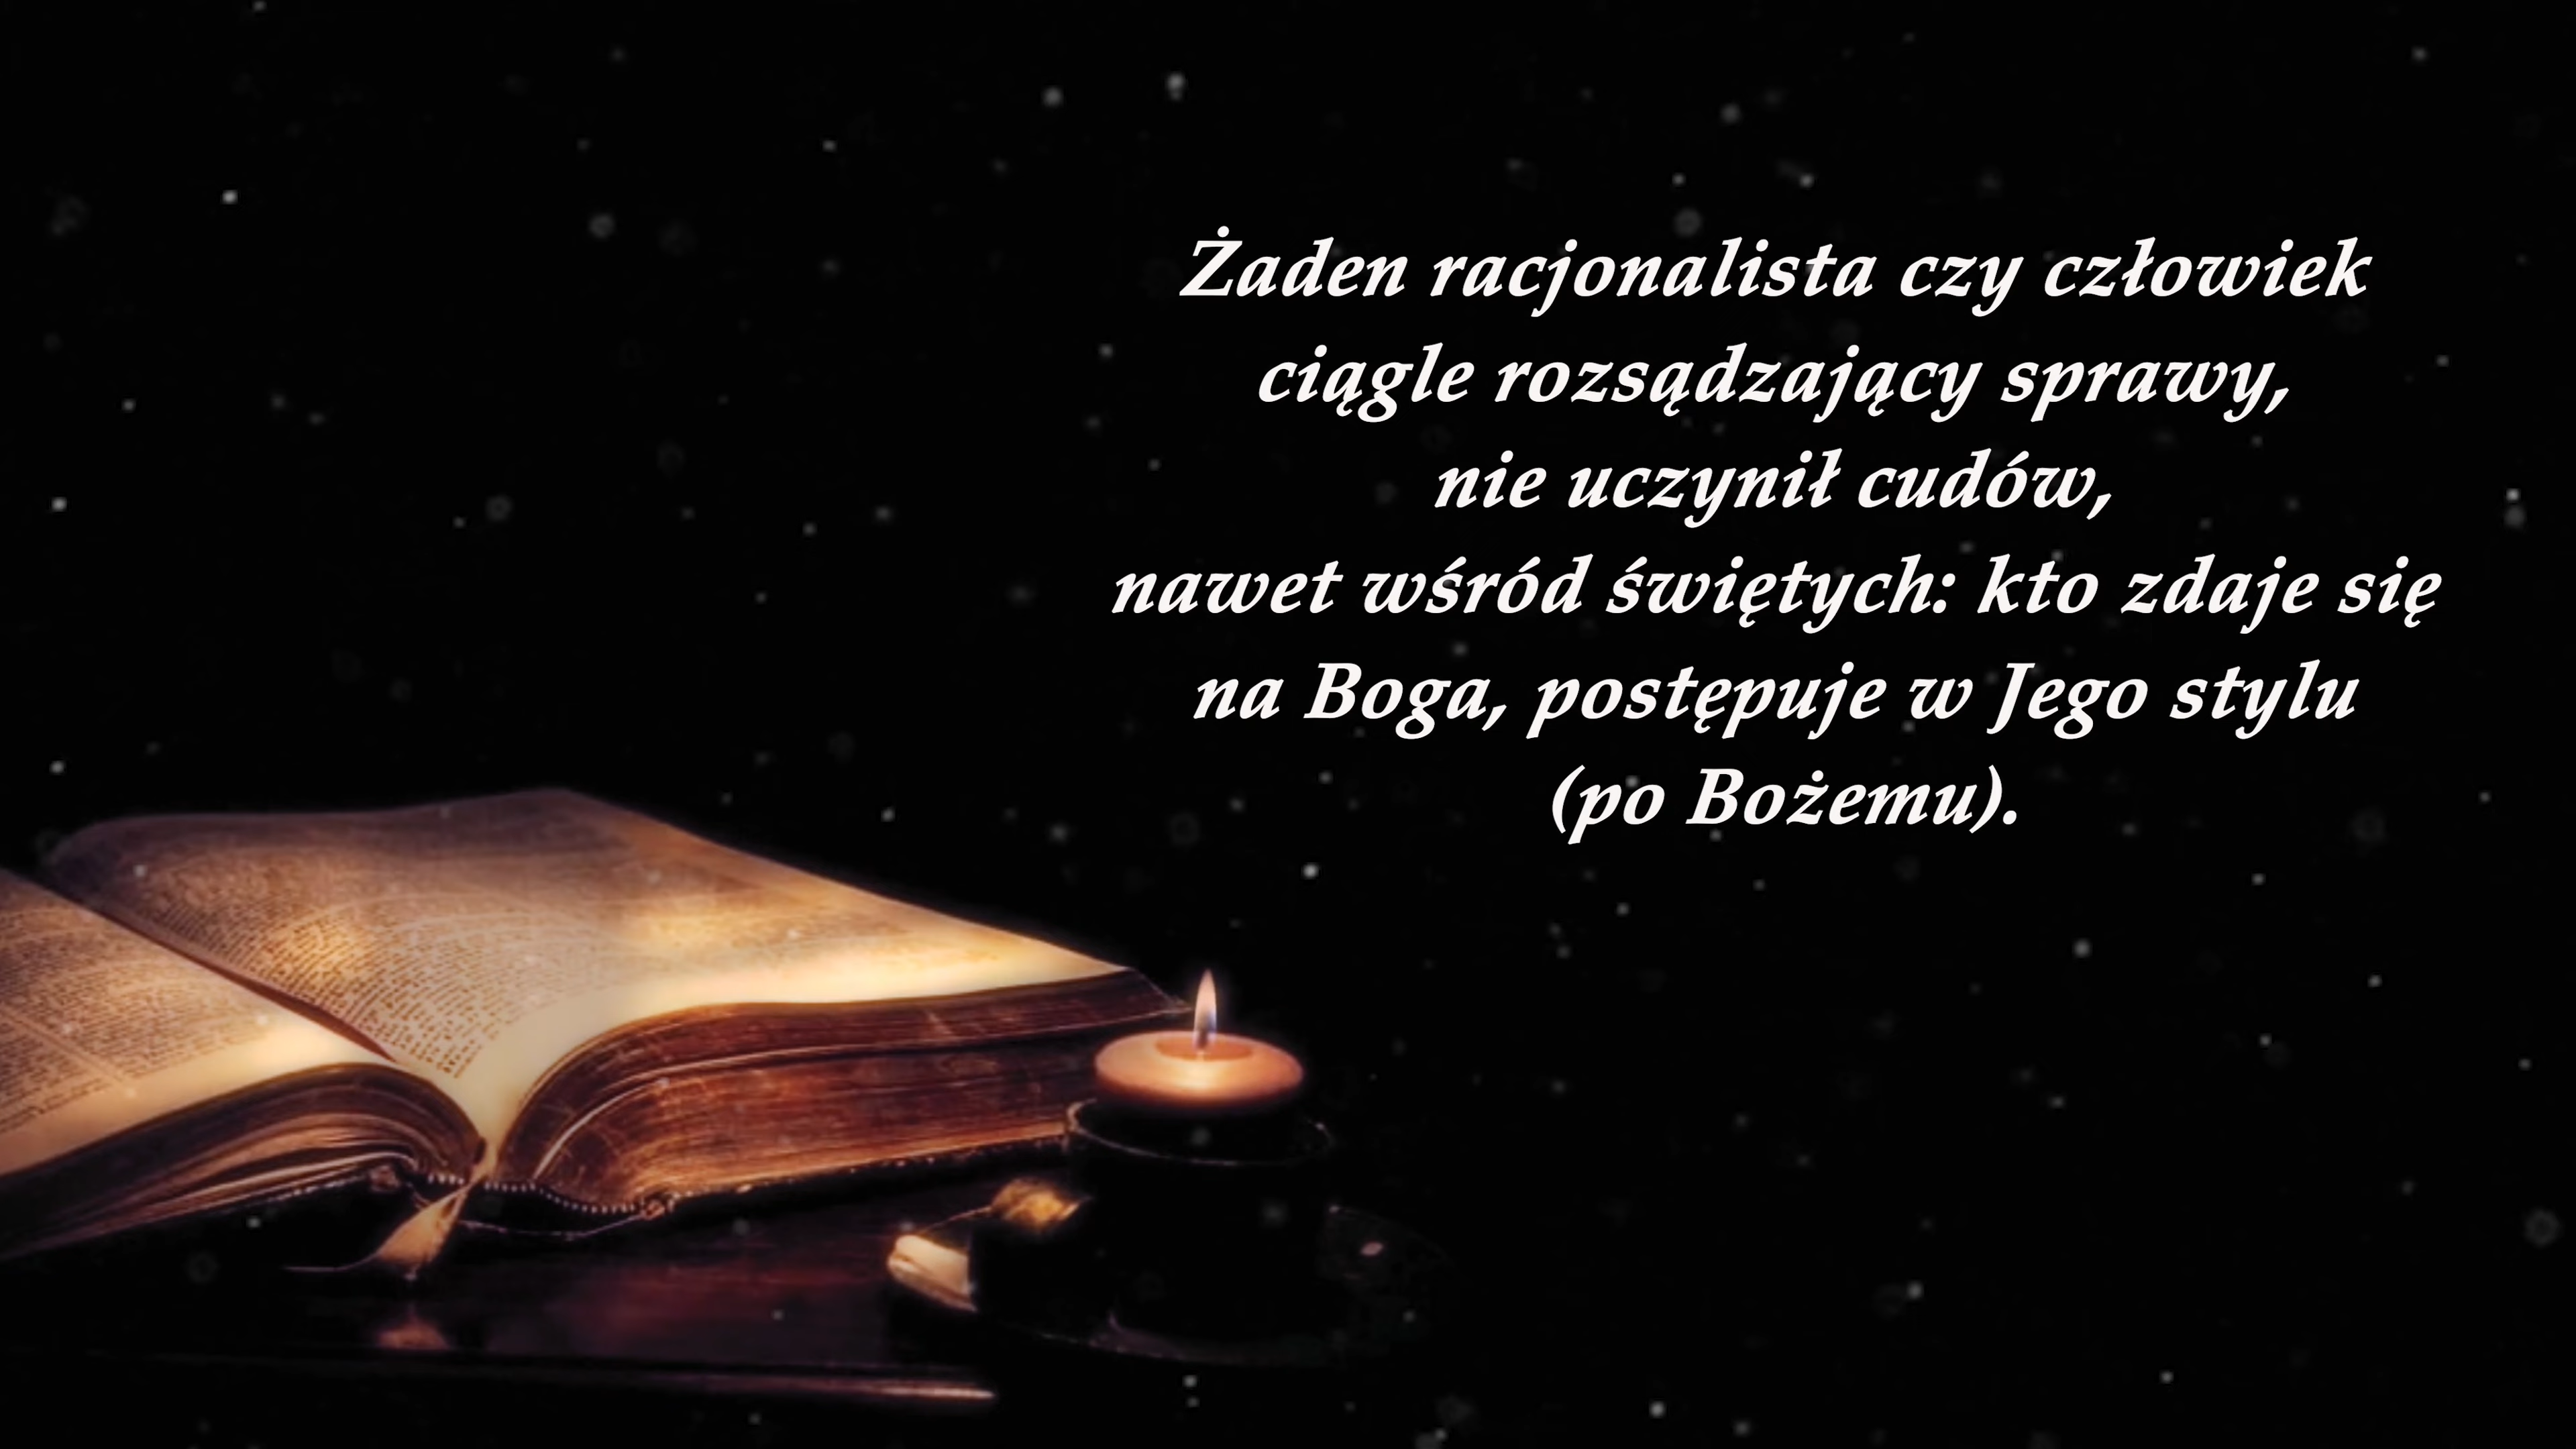 Żaden racjonalista czy człowiek
ciągle rozsądzający sprawy,
nie uczynił cudów,
nawet wśród świętych: kto zdaje się
na Boga, postępuje w Jego stylu
(po Bożemu).